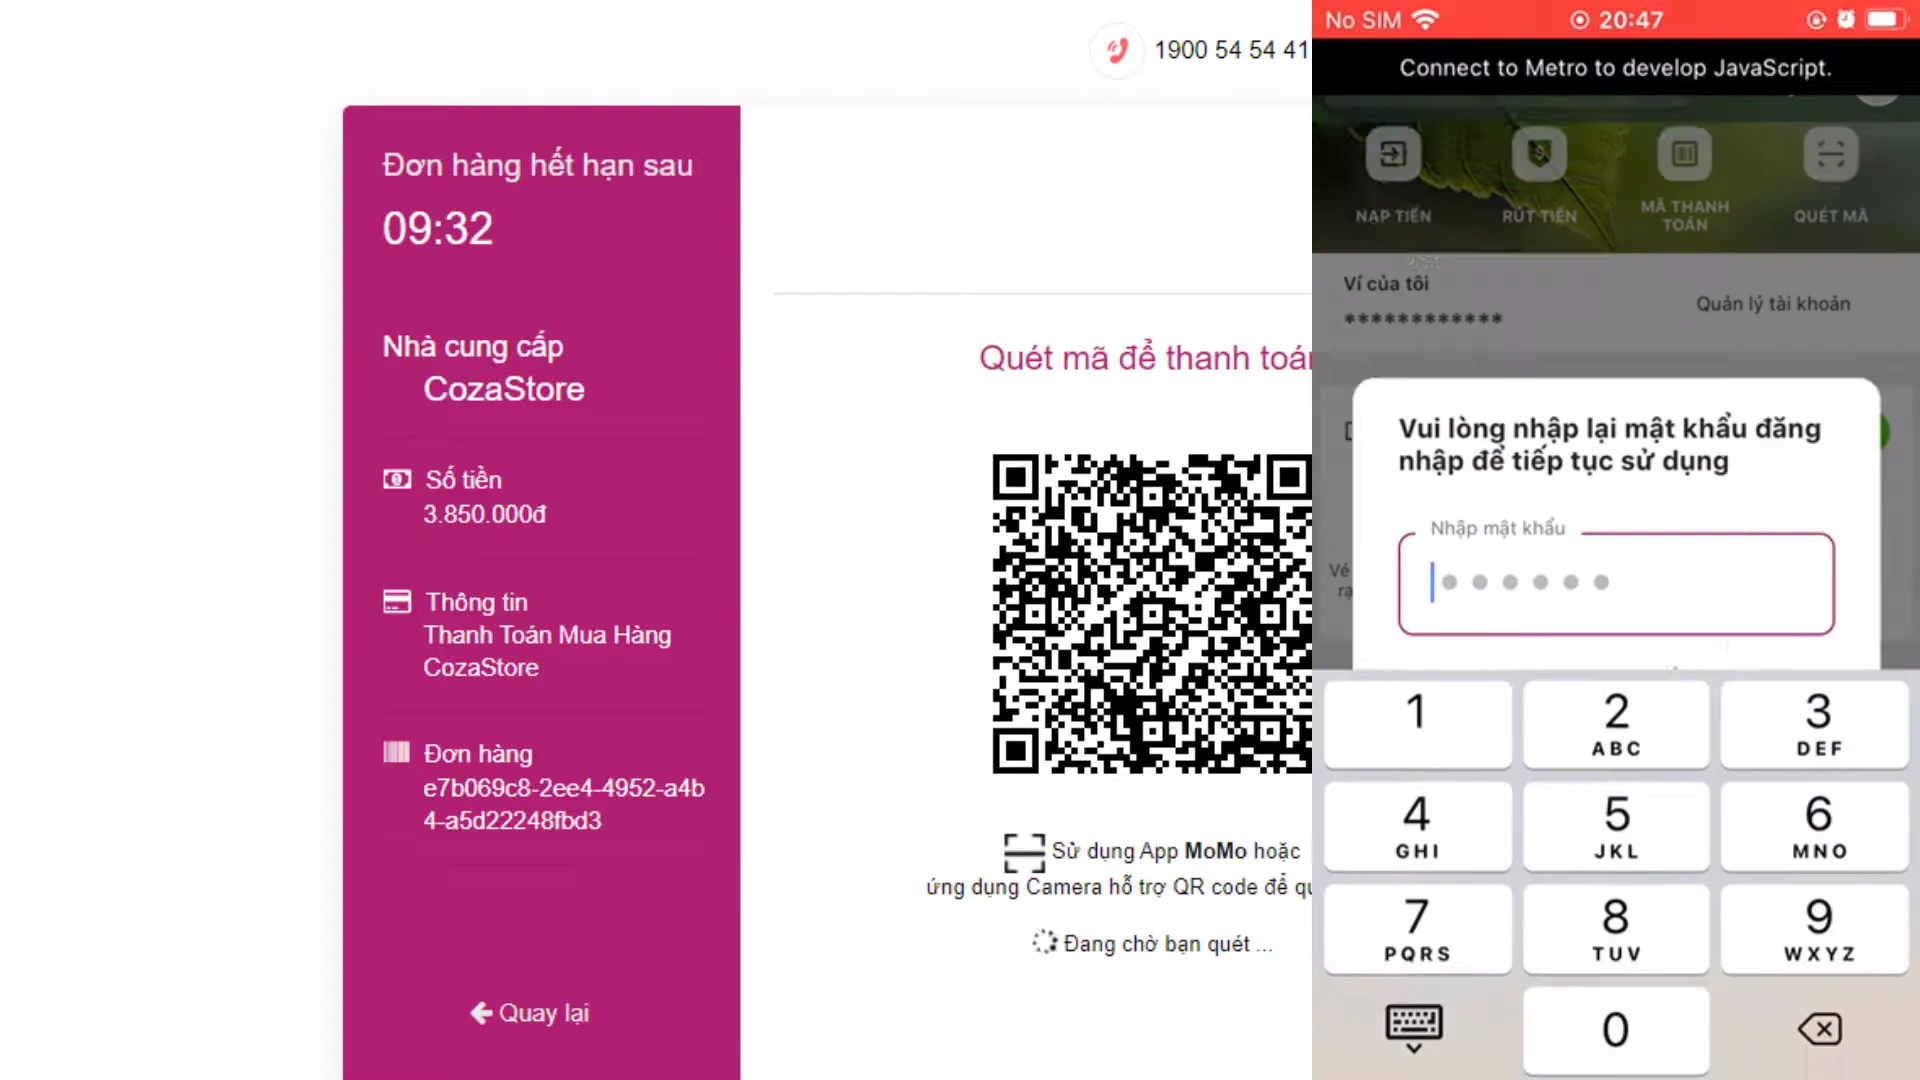 1900 54 54 41
Đơn hàng hết hạn sau
09:32
Nhà cung cấp
CozaStore
Số tiền
3.850.000đ
Thông tin
Thanh Toán Mua Hàng
CozaStore
Đơn hàng
e7b069c8-2ee4-4952-a4b
4-a5d22248fbd3
Quay lại
Quét mã để thanh toán
Sử dụng App MoMo hoặc
ứng dụng Camera hỗ trợ QR code để
Đang chờ bạn quét ...
No SIM
20:47
Connect to Metro to develop JavaScript.
NẠP TIỀN
RÚT TIỀN
MÃ THANH
TOÁN
QUÉT MÃ
Ví của tôi
************
Quản lý tài khoản
Vui lòng nhập lại mật khẩu đăng
nhập để tiếp tục sử dụng
Nhập mật khẩu
Vé
1
2
ABC
3
DEF
4
GHI
5
JKL
6
MNO
7
PQRS
8
TUV
9
WXYZ
0